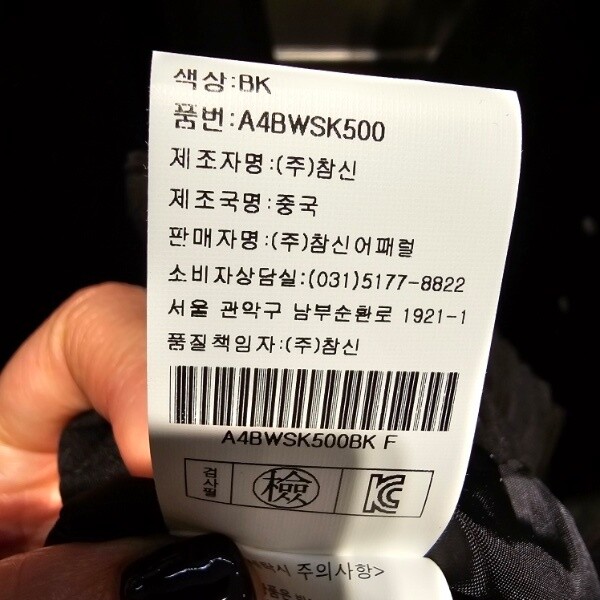 색상:BK
품번:A4BWSK500
제조자명:(주)참신
제조국명:중국
판매자명:(주)참신어패럴
소비자상담실:(031)5177-8822
서울 관악구 남부순환로 1921-1
품질책임자:(주)참신
A4BWSK500BK F
검사필 檢 KC
주의사항>